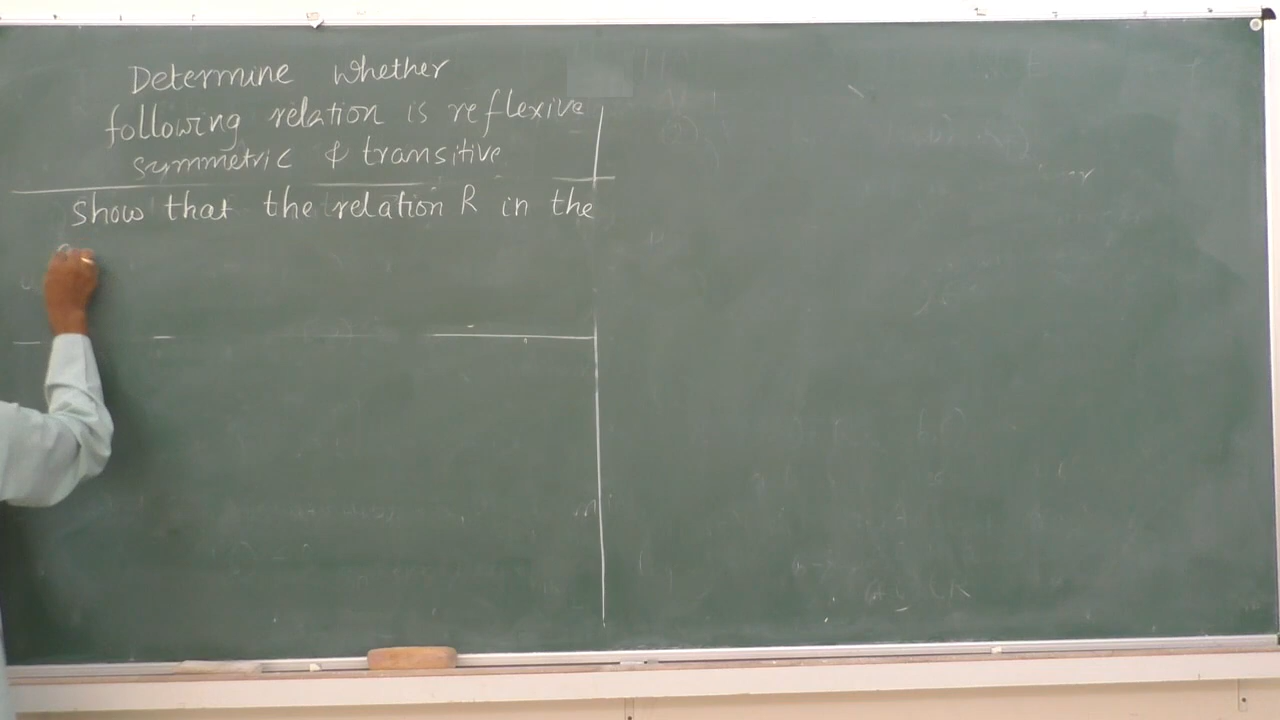 Determine whether
following relation is reflexive
symmetric & transitive
Show that the relation R in the